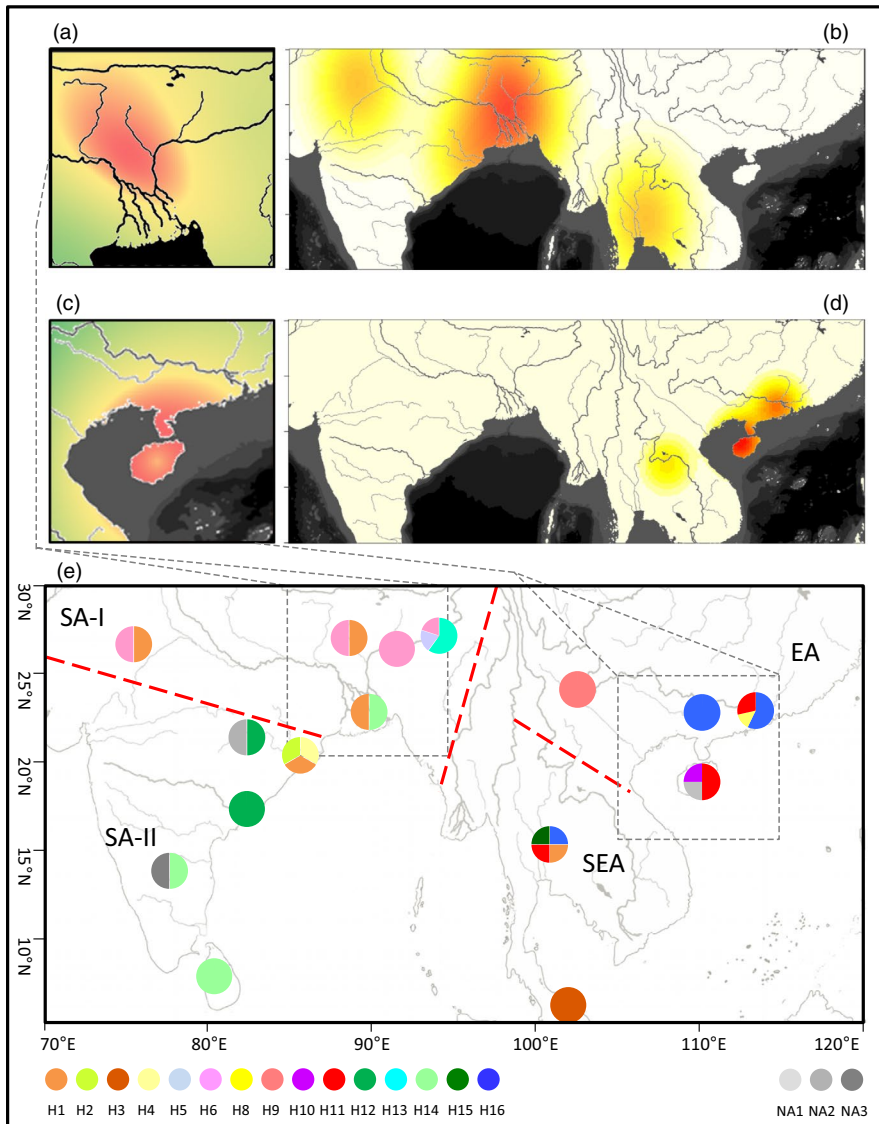 (a)
(b)
(c)
(d)
(e)
30°N
25°N
20°N
15°N
10°N
SA-I
EA
SA-II
SEA
70°E 80°E 90°E 100°E 110°E 120°E
H1 H2 H3 H4 H5 H6 H8 H9 H10 H11 H12 H13 H14 H15 H16 NA1 NA2 NA3